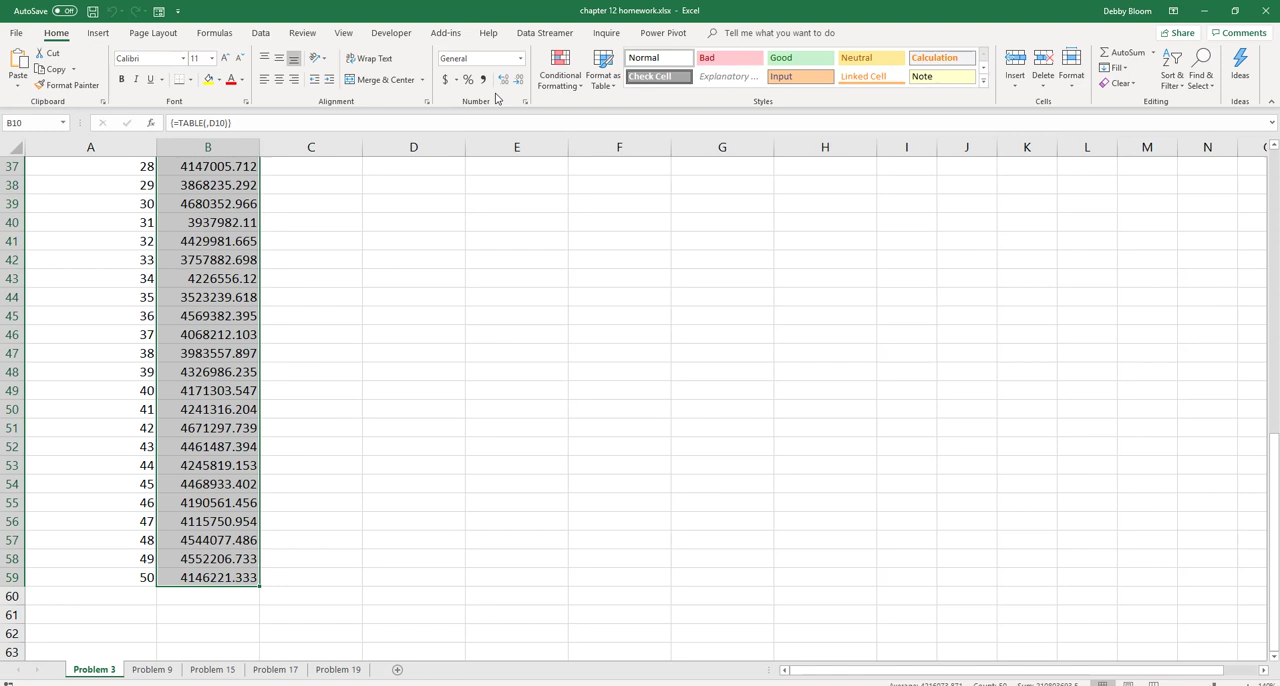 AutoSave Off chapter 12 homework.xlsx - Excel Debby Bloom
File Home Insert Page Layout Formulas Data Review View Developer Add-ins Help Data Streamer Inquire Power Pivot Tell me what you want to do Share Comments
Paste
Cut
Copy
Format Painter
Clipboard
Calibri 11
B I U
Font
Wrap Text
Merge & Center
Alignment
General
$ % ,
Number
Conditional Formatting
Format as Table
Normal Bad Good Neutral Calculation
Check Cell Explanatory ... Input Linked Cell Note
Styles
Insert Delete Format
Cells
AutoSum
Fill
Clear
Sort & Filter
Find & Select
Editing
Ideas
Ideas
B10 fx {=TABLE(,D10)}
A B C D E F G H I J K L M N
37 28 4147005.712
38 29 3868235.292
39 30 4680352.966
40 31 3937982.11
41 32 4429981.665
42 33 3757882.698
43 34 4226556.12
44 35 3523239.618
45 36 4569382.395
46 37 4068212.103
47 38 3983557.897
48 39 4326986.235
49 40 4171303.547
50 41 4241316.204
51 42 4671297.739
52 43 4461487.394
53 44 4245819.153
54 45 4468933.402
55 46 4190561.456
56 47 4115750.954
57 48 4544077.486
58 49 4552206.733
59 50 4146221.333
60
61
62
63
Problem 3 Problem 9 Problem 15 Problem 17 Problem 19